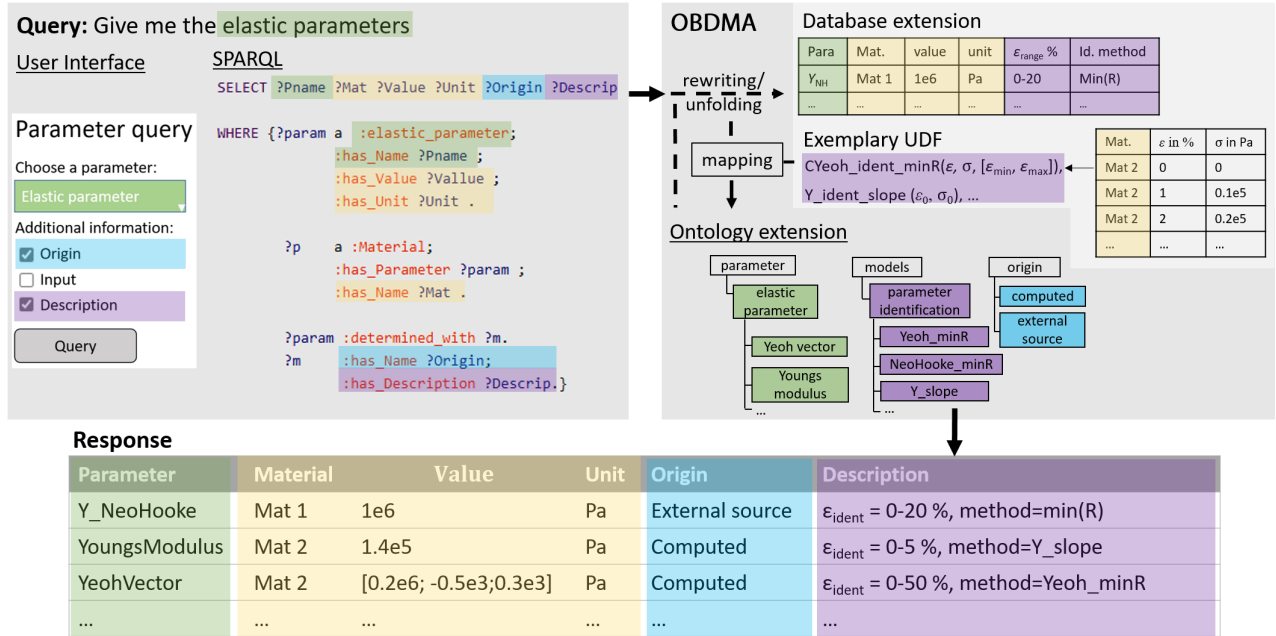 Query: Give me the elastic parameters
User Interface
SPARQL
SELECT ?Pname ?Mat ?Value ?Unit ?Origin ?Descrip
WHERE {?param a :elastic_parameter;
:has_Name ?Pname ;
:has_Value ?Vallue ;
:has_Unit ?Unit .
?p a :Material;
:has_Parameter ?param ;
:has_Name ?Mat .
?param :determined_with ?m.
?m :has_Name ?Origin;
:has_Description ?Descrip.}
Parameter query
Choose a parameter:
Elastic parameter
Additional information:
Origin
Input
Description
Query
OBDMA
rewriting/
unfolding
mapping
Database extension
Para Mat. value unit εrange % Id. method
YNH Mat 1 1e6 Pa 0-20 Min(R)
... ... ... ... ... ...
Exemplary UDF
CYeoh_ident_minR(ε, σ, [εmin, εmax]),
Y_ident_slope (ε0, σ0), ...
Mat. ε in % σ in Pa
Mat 2 0 0
Mat 2 1 0.1e5
Mat 2 2 0.2e5
... ... ...
Ontology extension
parameter
elastic
parameter
Yeoh vector
Youngs
modulus
...
models
parameter
identification
Yeoh_minR
NeoHooke_minR
Y_slope
...
origin
computed
external
source
Response
Parameter Material Value Unit Origin Description
Y_NeoHooke Mat 1 1e6 Pa External source εident = 0-20 %, method=min(R)
YoungsModulus Mat 2 1.4e5 Pa Computed εident = 0-5 %, method=Y_slope
YeohVector Mat 2 [0.2e6; -0.5e3;0.3e3] Pa Computed εident = 0-50 %, method=Yeoh_minR
... ... ... ... ... ...